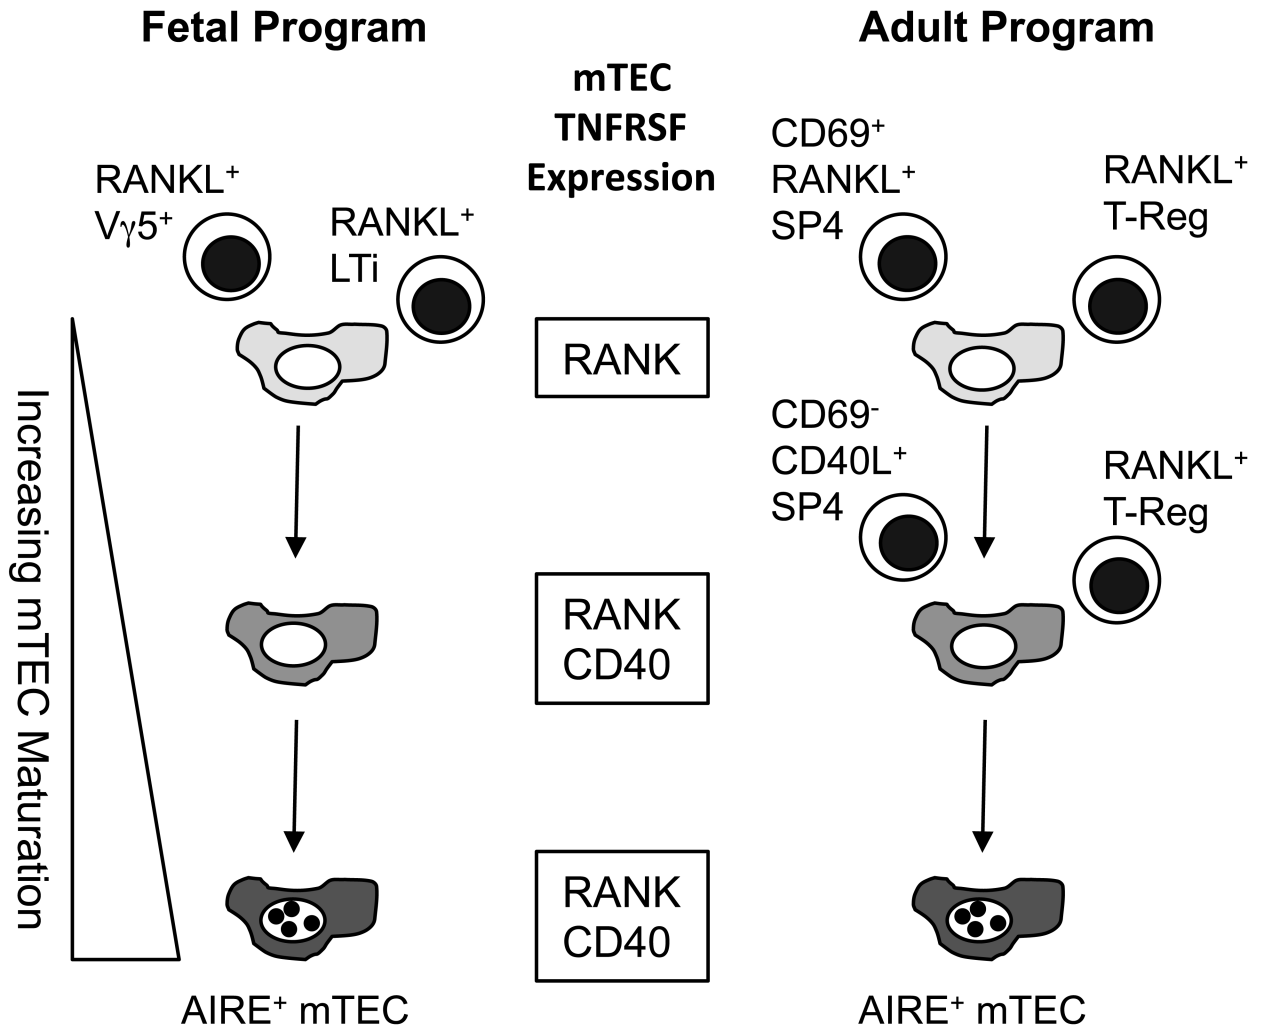 Fetal Program
Adult Program
mTEC
TNFRSF
Expression
RANKL⁺
Vγ5⁺
RANKL⁺
LTi
CD69⁺
RANKL⁺
SP4
RANKL⁺
T-Reg
RANK
CD69⁻
CD40L⁺
SP4
RANKL⁺
T-Reg
RANK
CD40
RANK
CD40
Increasing mTEC Maturation
AIRE⁺ mTEC
AIRE⁺ mTEC